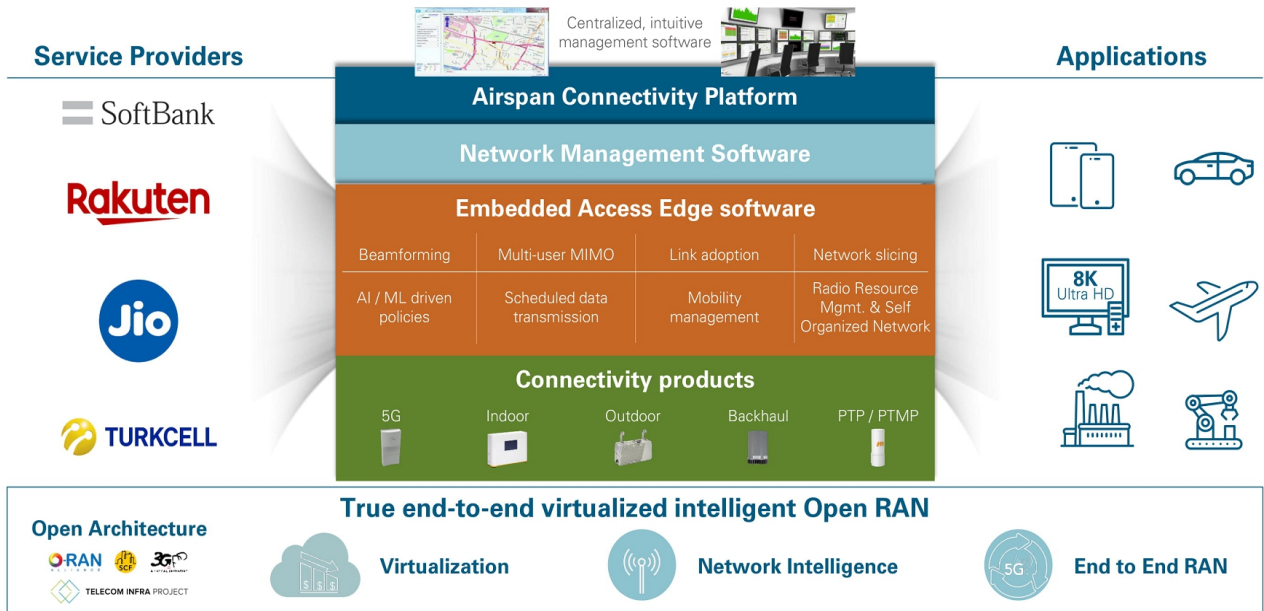 Centralized, intuitive
management software
Service Providers
Applications
SoftBank
Rakuten
Jio
TURKCELL
Airspan Connectivity Platform
Network Management Software
Embedded Access Edge software
Beamforming
Multi-user MIMO
Link adoption
Network slicing
AI / ML driven
policies
Scheduled data
transmission
Mobility
management
Radio Resource
Mgmt. & Self
Organized Network
Connectivity products
5G
Indoor
Outdoor
Backhaul
PTP / PTMP
8K
Ultra HD
True end-to-end virtualized intelligent Open RAN
Open Architecture
O-RAN
ALLIANCE
SCF
3G
TELECOM INFRA PROJECT
$ $ $
Virtualization
Network Intelligence
5G
End to End RAN